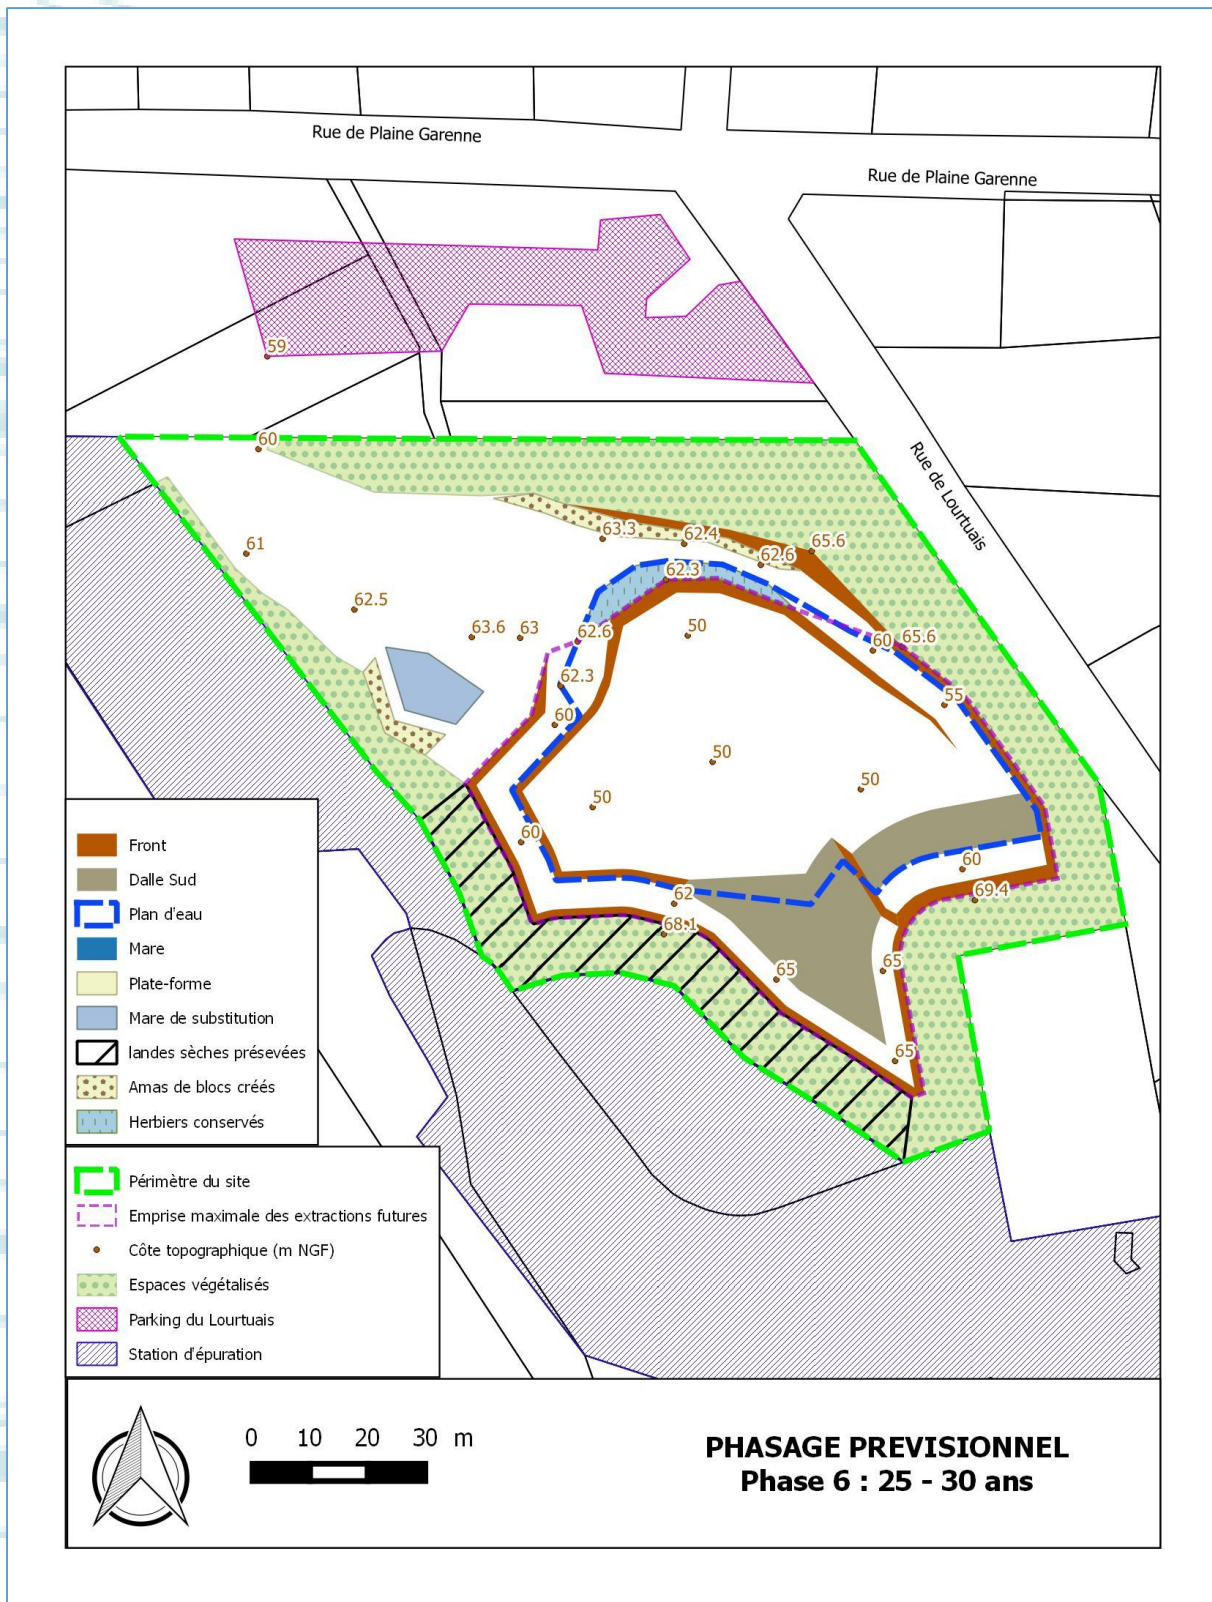 Rue de Plaine Garenne
Rue de Plaine Garenne
59
60
Rue de Lourtuais
61
63.3
62.4
62.6
65.6
62.3
62.5
63.6
63
62.6
50
60
65.6
62.3
55
60
50
50
50
60
60
62
69.4
68.1
65
65
65
Front
Dalle Sud
Plan d'eau
Mare
Plate-forme
Mare de substitution
landes sèches présevées
Amas de blocs créés
Herbiers conservés
Périmètre du site
Emprise maximale des extractions futures
Côte topographique (m NGF)
Espaces végétalisés
Parking du Lourtuais
Station d'épuration
0 10 20 30 m
PHASAGE PREVISIONNEL
Phase 6 : 25 - 30 ans